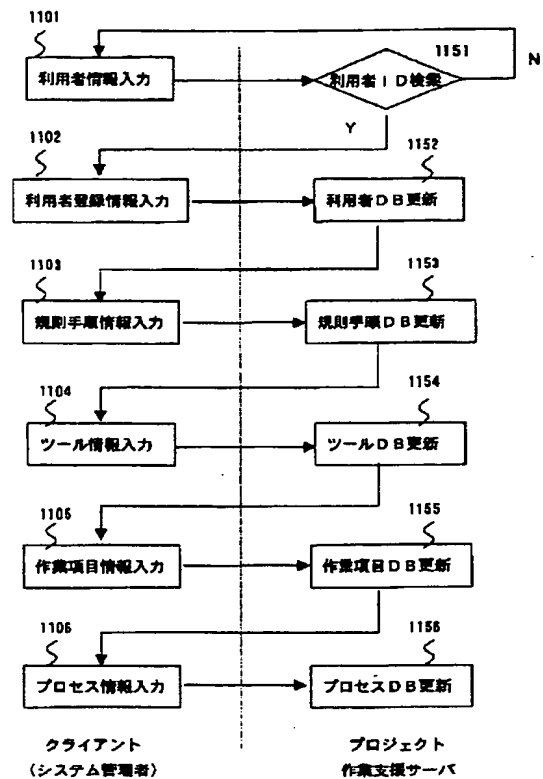 1101
1151
利用者情報入力
利用者ID検索
N
Y
1102
1152
利用者登録情報入力
利用者DB更新
1103
1153
規則手順情報入力
規則手順DB更新
1104
1154
ツール情報入力
ツールDB更新
1105
1155
作業項目情報入力
作業項目DB更新
1106
1156
プロセス情報入力
プロセスDB更新
クライアント
(システム管理者)
プロジェクト
作業支援サーバ